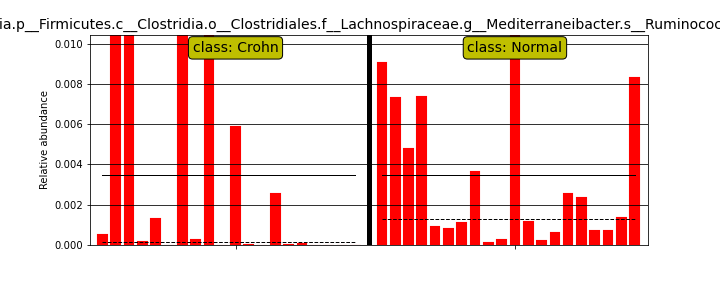 ia.p__Firmicutes.c__Clostridia.o__Clostridiales.f__Lachnospiraceae.g__Mediterraneibacter.s__Ruminococ
class: Crohn
class: Normal
Relative abundance
0.010
0.008
0.006
0.004
0.002
0.000